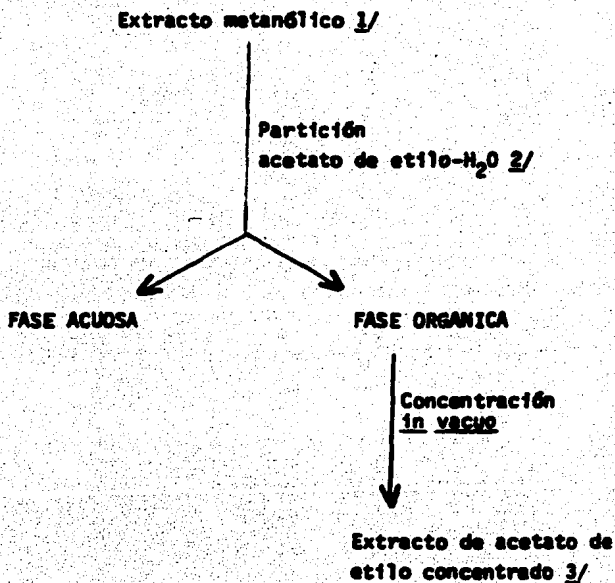 Extracto metanólico 1/
Partición
acetato de etilo-H₂O 2/
FASE ACUOSA
FASE ORGANICA
Concentración
in vacuo
Extracto de acetato de
etilo concentrado 3/